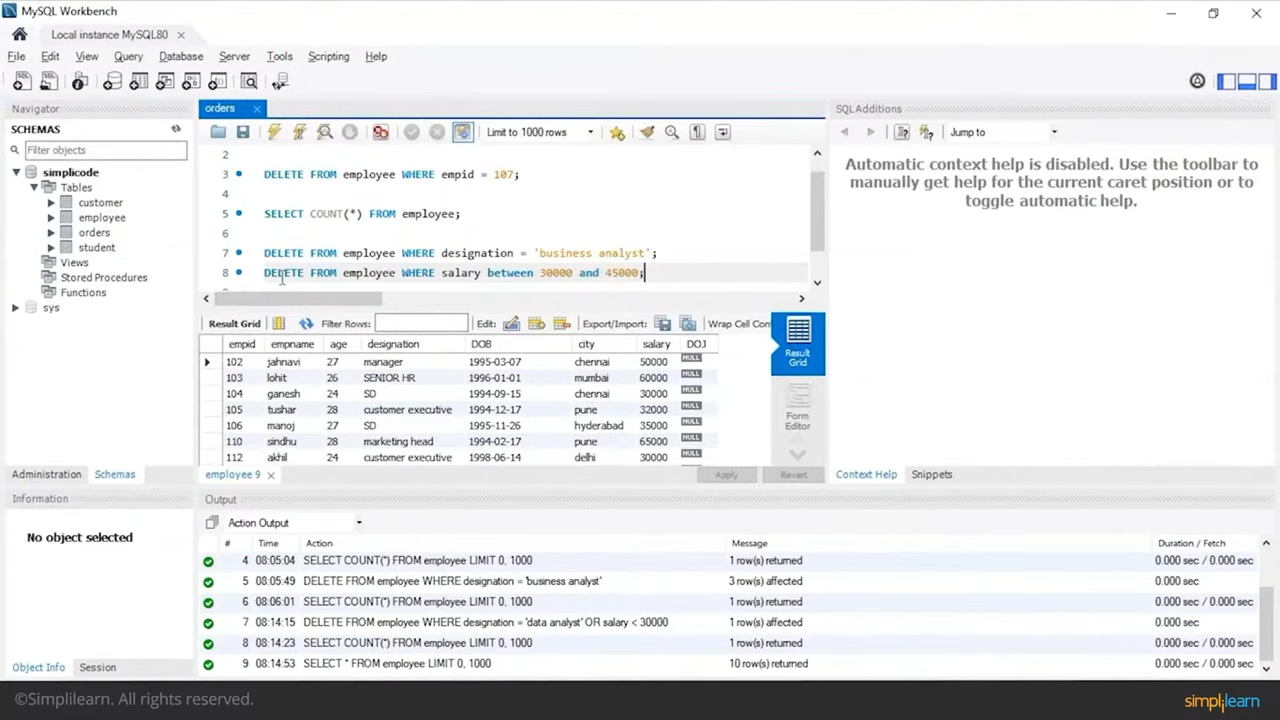 MySQL Workbench
Local instance MySQL80
File Edit View Query Database Server Tools Scripting Help
Navigator
SCHEMAS
Filter objects
simplicode
Tables
customer
employee
orders
student
Views
Stored Procedures
Functions
sys
Administration Schemas
Information
No object selected
Object Info Session
orders
Limit to 1000 rows
2
3 DELETE FROM employee WHERE empid = 107;
4
5 SELECT COUNT(*) FROM employee;
6
7 DELETE FROM employee WHERE designation = 'business analyst';
8 DELETE FROM employee WHERE salary between 30000 and 45000;
Result Grid Filter Rows: Edit: Export/Import: Wrap Cell Con
empid empname age designation DOB city salary DOJ
102 jahnavi 27 manager 1995-03-07 chennai 50000 NULL
103 lohit 26 SENIOR HR 1996-01-01 mumbai 60000 NULL
104 ganesh 24 SD 1994-09-15 chennai 30000 NULL
105 tushar 28 customer executive 1994-12-17 pune 32000 NULL
106 manoj 27 SD 1995-11-26 hyderabad 35000 NULL
110 sindhu 28 marketing head 1994-02-17 pune 65000 NULL
112 akhil 24 customer executive 1998-06-14 delhi 30000 NULL
Result
Grid
Form
Editor
employee 9 Apply Revert
SQLAdditions
Jump to
Automatic context help is disabled. Use the toolbar to
manually get help for the current caret position or to
toggle automatic help.
Context Help Snippets
Output
Action Output
# Time Action Message Duration / Fetch
4 08:05:04 SELECT COUNT(*) FROM employee LIMIT 0, 1000 1 row(s) returned 0.000 sec / 0.000 sec
5 08:05:49 DELETE FROM employee WHERE designation = 'business analyst' 3 row(s) affected 0.000 sec
6 08:06:01 SELECT COUNT(*) FROM employee LIMIT 0, 1000 1 row(s) returned 0.000 sec / 0.000 sec
7 08:14:15 DELETE FROM employee WHERE designation = 'data analyst' OR salary < 30000 1 row(s) affected 0.000 sec
8 08:14:23 SELECT COUNT(*) FROM employee LIMIT 0, 1000 1 row(s) returned 0.000 sec / 0.000 sec
9 08:14:53 SELECT * FROM employee LIMIT 0, 1000 10 row(s) returned 0.000 sec / 0.000 sec
©Simplilearn. All rights reserved.
simplilearn